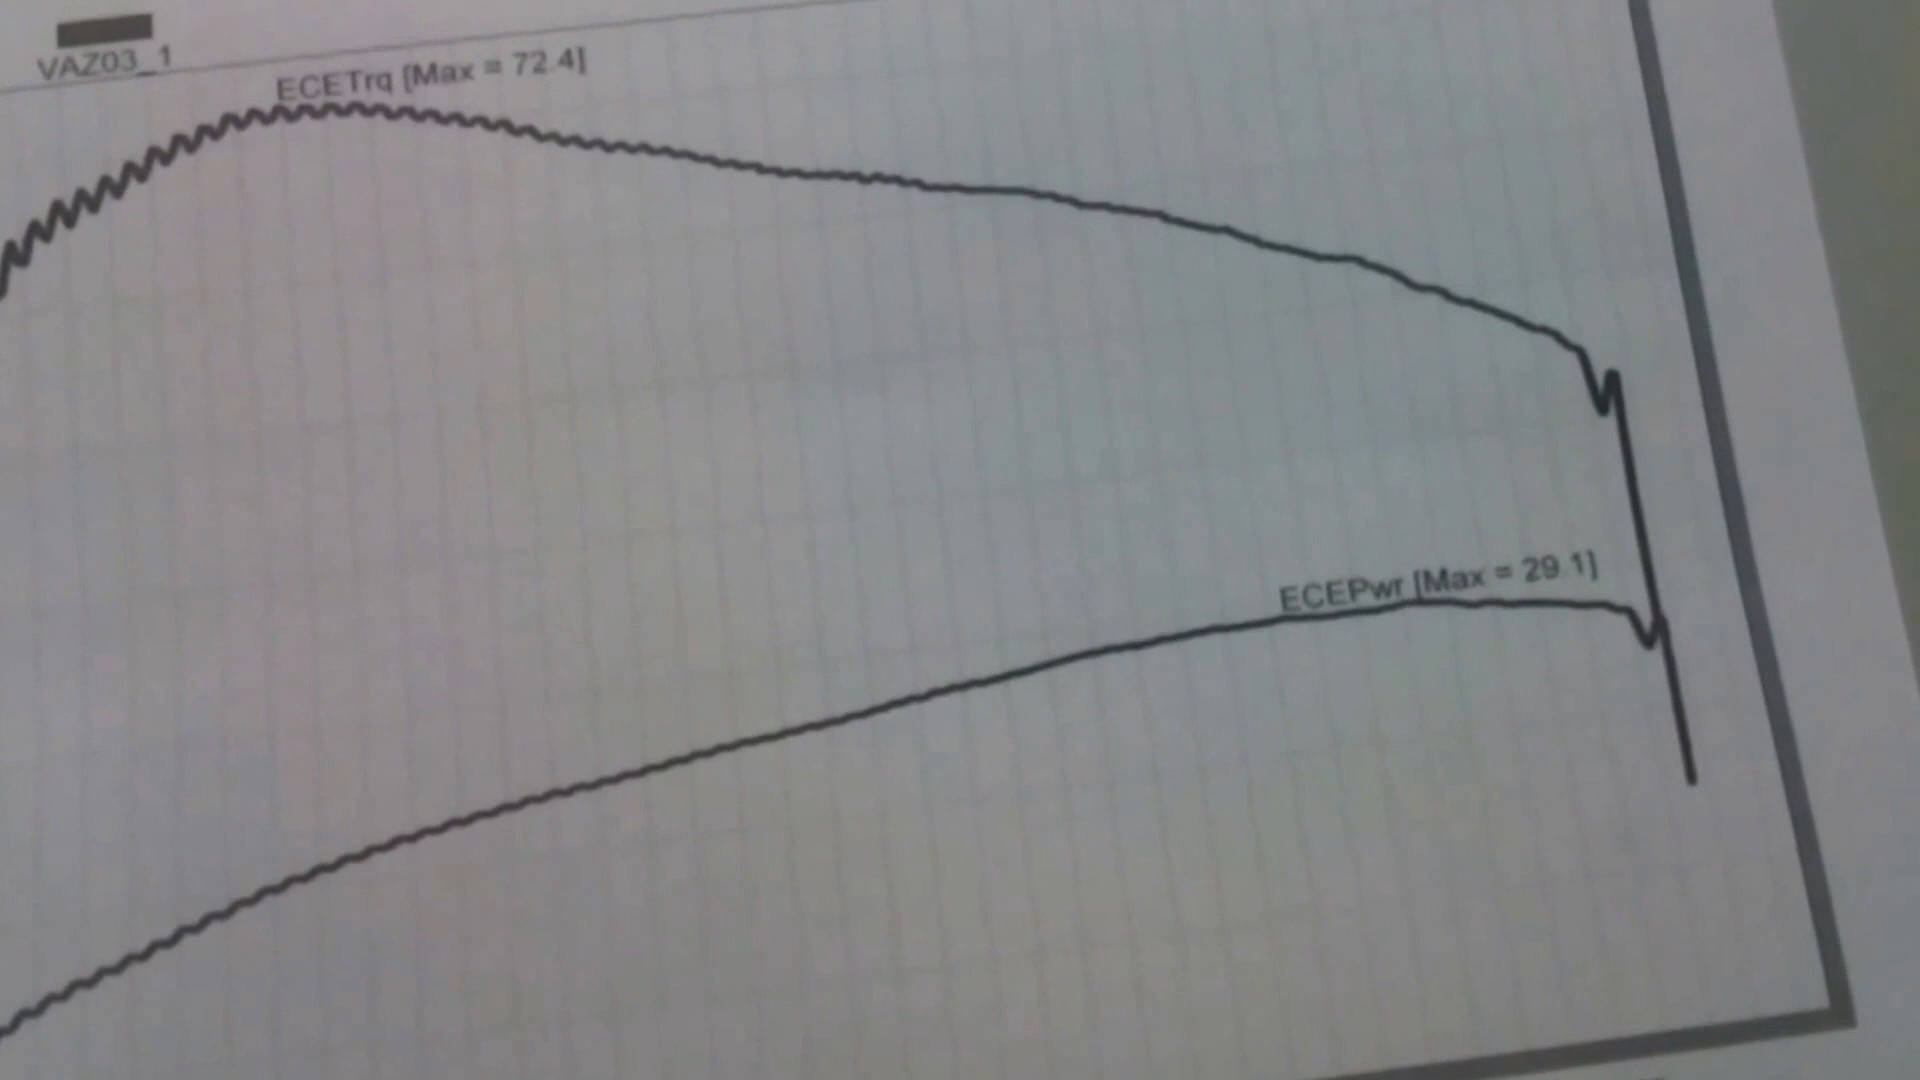 VAZ03_1
ECETrq [Max = 72.4]
ECEPwr [Max = 29.1]